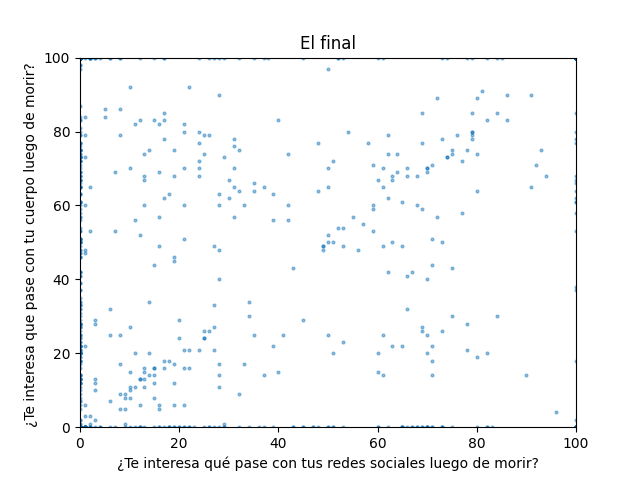 El final
¿Te interesa que pase con tu cuerpo luego de morir?
100
80
60
40
20
0
0 20 40 60 80 100
¿Te interesa qué pase con tus redes sociales luego de morir?